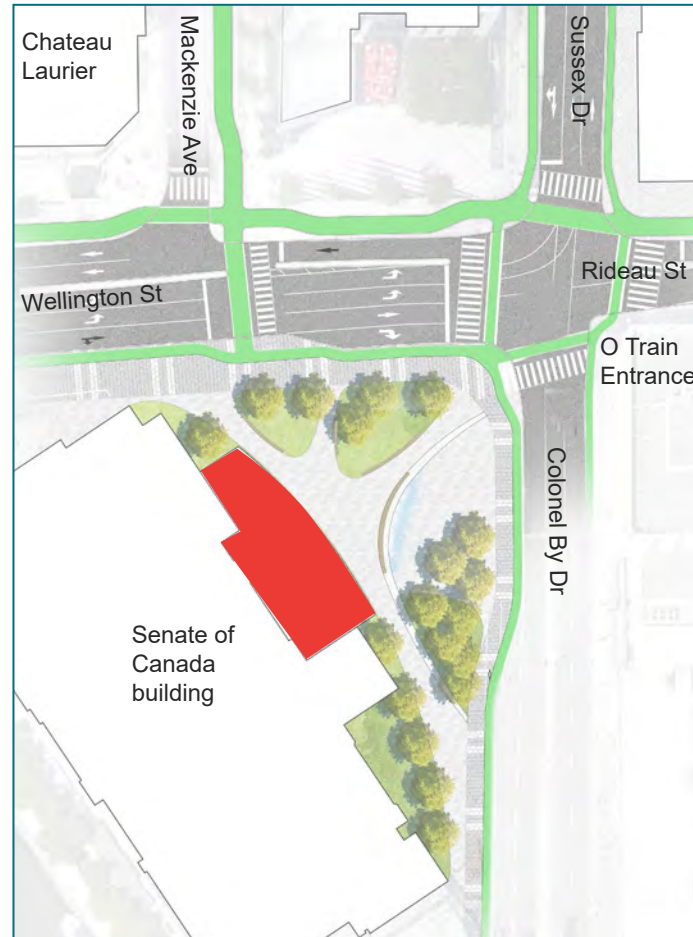 Chateau
Laurier
Mackenzie Ave
Sussex Dr
Wellington St
Rideau St
O Train
Entrance
Colonel By Dr
Senate of
Canada
building